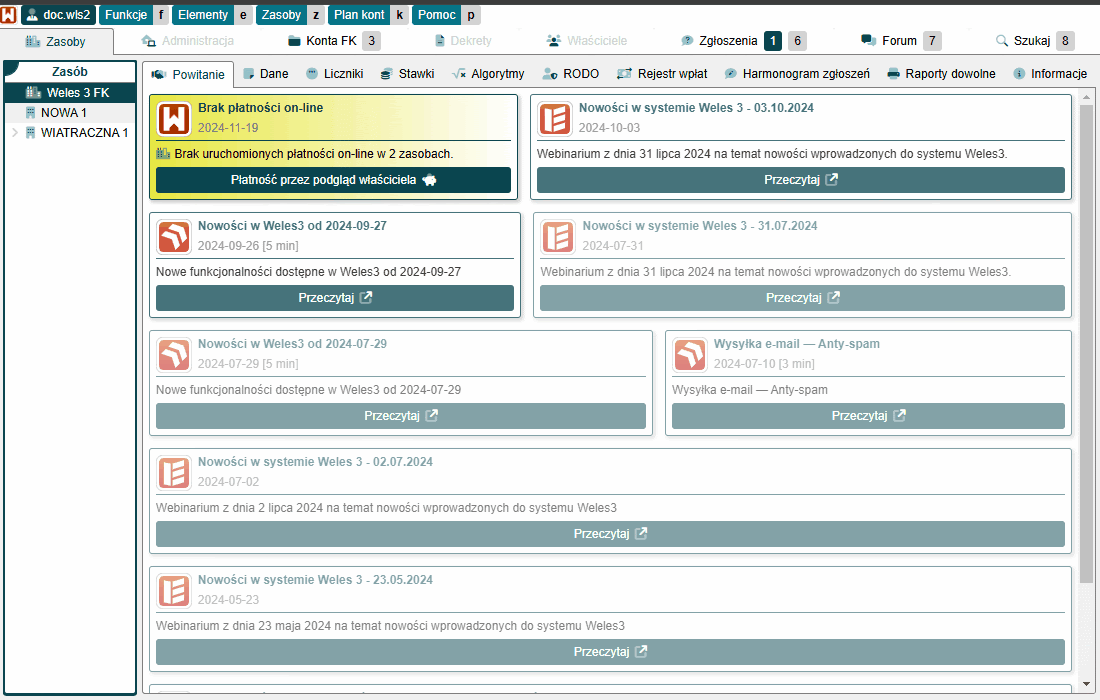 doc.wls2 Funkcje f Elementy e Zasoby z Plan kont k Pomoc p
Zasoby Administracja Konta FK 3 Dekrety Właściciele Zgłoszenia 1 6 Forum 7 Szukaj 8
Zasób
Weles 3 FK
NOWA 1
WIATRACZNA 1
Powitanie Dane Liczniki Stawki Algorytmy RODO Rejestr wpłat Harmonogram zgłoszeń Raporty dowolne Informacje
Brak płatności on-line
2024-11-19
Brak uruchomionych płatności on-line w 2 zasobach.
Płatność przez podgląd właściciela
Nowości w systemie Weles 3 - 03.10.2024
2024-10-03
Webinarium z dnia 31 lipca 2024 na temat nowości wprowadzonych do systemu Weles3.
Przeczytaj
Nowości w Weles3 od 2024-09-27
2024-09-26 [5 min]
Nowe funkcjonalności dostępne w Weles3 od 2024-09-27
Przeczytaj
Nowości w systemie Weles 3 - 31.07.2024
2024-07-31
Webinarium z dnia 31 lipca 2024 na temat nowości wprowadzonych do systemu Weles3.
Przeczytaj
Nowości w Weles3 od 2024-07-29
2024-07-29 [5 min]
Nowe funkcjonalności dostępne w Weles3 od 2024-07-29
Przeczytaj
Wysyłka e-mail — Anty-spam
2024-07-10 [3 min]
Wysyłka e-mail — Anty-spam
Przeczytaj
Nowości w systemie Weles 3 - 02.07.2024
2024-07-02
Webinarium z dnia 2 lipca 2024 na temat nowości wprowadzonych do systemu Weles3
Przeczytaj
Nowości w systemie Weles 3 - 23.05.2024
2024-05-23
Webinarium z dnia 23 maja 2024 na temat nowości wprowadzonych do systemu Weles3
Przeczytaj